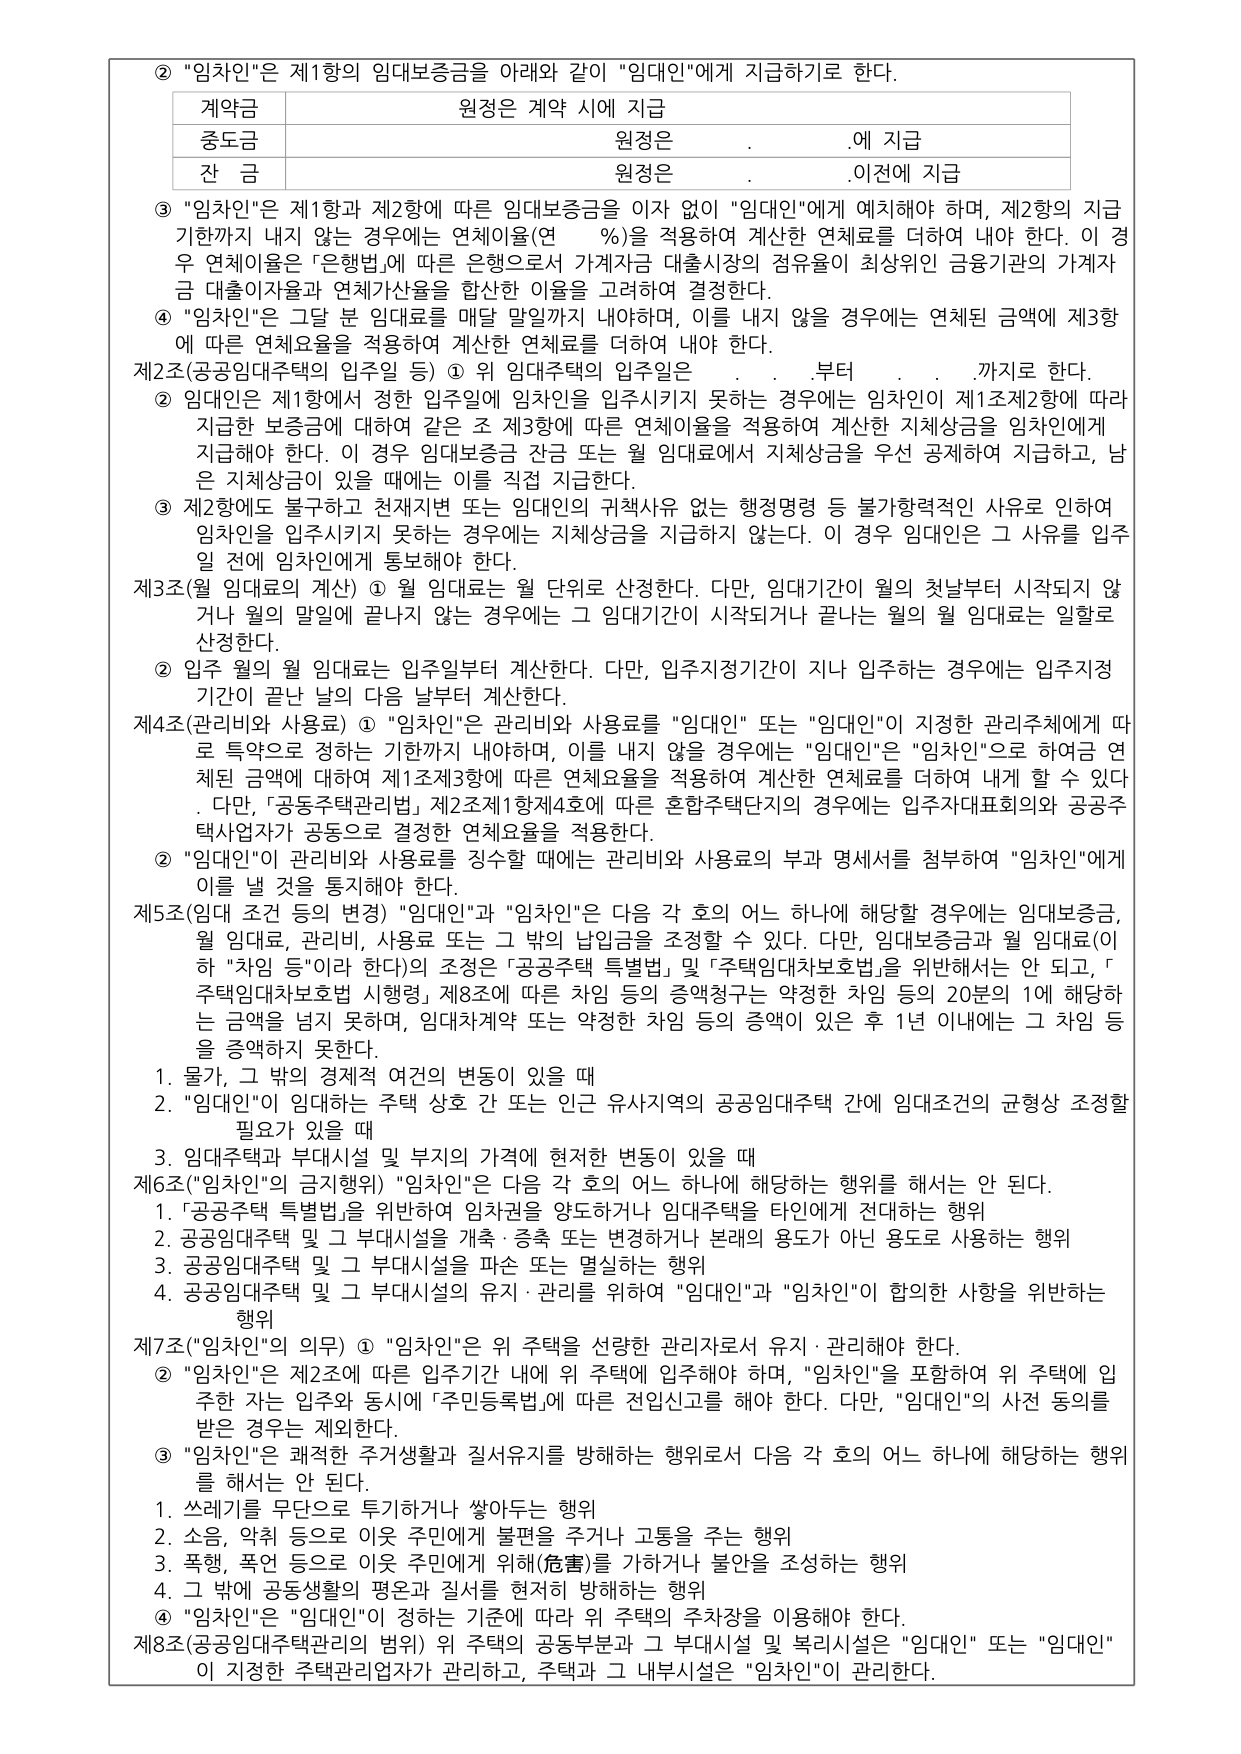 ② "임차인"은 제1항의 임대보증금을 아래와 같이 "임대인"에게 지급하기로 한다.
계약금 원정은 계약 시에 지급
중도금 원정은 . .에 지급
잔 금 원정은 . .이전에 지급
③ "임차인"은 제1항과 제2항에 따른 임대보증금을 이자 없이 "임대인"에게 예치해야 하며, 제2항의 지급
기한까지 내지 않는 경우에는 연체이율(연 %)을 적용하여 계산한 연체료를 더하여 내야 한다. 이 경
우 연체이율은 「은행법」에 따른 은행으로서 가계자금 대출시장의 점유율이 최상위인 금융기관의 가계자
금 대출이자율과 연체가산율을 합산한 이율을 고려하여 결정한다.
④ "임차인"은 그달 분 임대료를 매달 말일까지 내야하며, 이를 내지 않을 경우에는 연체된 금액에 제3항
에 따른 연체요율을 적용하여 계산한 연체료를 더하여 내야 한다.
제2조(공공임대주택의 입주일 등) ① 위 임대주택의 입주일은 . . .부터 . . .까지로 한다.
② 임대인은 제1항에서 정한 입주일에 임차인을 입주시키지 못하는 경우에는 임차인이 제1조제2항에 따라
지급한 보증금에 대하여 같은 조 제3항에 따른 연체이율을 적용하여 계산한 지체상금을 임차인에게
지급해야 한다. 이 경우 임대보증금 잔금 또는 월 임대료에서 지체상금을 우선 공제하여 지급하고, 남
은 지체상금이 있을 때에는 이를 직접 지급한다.
③ 제2항에도 불구하고 천재지변 또는 임대인의 귀책사유 없는 행정명령 등 불가항력적인 사유로 인하여
임차인을 입주시키지 못하는 경우에는 지체상금을 지급하지 않는다. 이 경우 임대인은 그 사유를 입주
일 전에 임차인에게 통보해야 한다.
제3조(월 임대료의 계산) ① 월 임대료는 월 단위로 산정한다. 다만, 임대기간이 월의 첫날부터 시작되지 않
거나 월의 말일에 끝나지 않는 경우에는 그 임대기간이 시작되거나 끝나는 월의 월 임대료는 일할로
산정한다.
② 입주 월의 월 임대료는 입주일부터 계산한다. 다만, 입주지정기간이 지나 입주하는 경우에는 입주지정
기간이 끝난 날의 다음 날부터 계산한다.
제4조(관리비와 사용료) ① "임차인"은 관리비와 사용료를 "임대인" 또는 "임대인"이 지정한 관리주체에게 따
로 특약으로 정하는 기한까지 내야하며, 이를 내지 않을 경우에는 "임대인"은 "임차인"으로 하여금 연
체된 금액에 대하여 제1조제3항에 따른 연체요율을 적용하여 계산한 연체료를 더하여 내게 할 수 있다
. 다만, 「공동주택관리법」 제2조제1항제4호에 따른 혼합주택단지의 경우에는 입주자대표회의와 공공주
택사업자가 공동으로 결정한 연체요율을 적용한다.
② "임대인"이 관리비와 사용료를 징수할 때에는 관리비와 사용료의 부과 명세서를 첨부하여 "임차인"에게
이를 낼 것을 통지해야 한다.
제5조(임대 조건 등의 변경) "임대인"과 "임차인"은 다음 각 호의 어느 하나에 해당할 경우에는 임대보증금,
월 임대료, 관리비, 사용료 또는 그 밖의 납입금을 조정할 수 있다. 다만, 임대보증금과 월 임대료(이
하 "차임 등"이라 한다)의 조정은 「공공주택 특별법」 및 「주택임대차보호법」을 위반해서는 안 되고, 「
주택임대차보호법 시행령」 제8조에 따른 차임 등의 증액청구는 약정한 차임 등의 20분의 1에 해당하
는 금액을 넘지 못하며, 임대차계약 또는 약정한 차임 등의 증액이 있은 후 1년 이내에는 그 차임 등
을 증액하지 못한다.
1. 물가, 그 밖의 경제적 여건의 변동이 있을 때
2. "임대인"이 임대하는 주택 상호 간 또는 인근 유사지역의 공공임대주택 간에 임대조건의 균형상 조정할
필요가 있을 때
3. 임대주택과 부대시설 및 부지의 가격에 현저한 변동이 있을 때
제6조("임차인"의 금지행위) "임차인"은 다음 각 호의 어느 하나에 해당하는 행위를 해서는 안 된다.
1. 「공공주택 특별법」을 위반하여 임차권을 양도하거나 임대주택을 타인에게 전대하는 행위
2. 공공임대주택 및 그 부대시설을 개축ㆍ증축 또는 변경하거나 본래의 용도가 아닌 용도로 사용하는 행위
3. 공공임대주택 및 그 부대시설을 파손 또는 멸실하는 행위
4. 공공임대주택 및 그 부대시설의 유지ㆍ관리를 위하여 "임대인"과 "임차인"이 합의한 사항을 위반하는
행위
제7조("임차인"의 의무) ① "임차인"은 위 주택을 선량한 관리자로서 유지ㆍ관리해야 한다.
② "임차인"은 제2조에 따른 입주기간 내에 위 주택에 입주해야 하며, "임차인"을 포함하여 위 주택에 입
주한 자는 입주와 동시에 「주민등록법」에 따른 전입신고를 해야 한다. 다만, "임대인"의 사전 동의를
받은 경우는 제외한다.
③ "임차인"은 쾌적한 주거생활과 질서유지를 방해하는 행위로서 다음 각 호의 어느 하나에 해당하는 행위
를 해서는 안 된다.
1. 쓰레기를 무단으로 투기하거나 쌓아두는 행위
2. 소음, 악취 등으로 이웃 주민에게 불편을 주거나 고통을 주는 행위
3. 폭행, 폭언 등으로 이웃 주민에게 위해(危害)를 가하거나 불안을 조성하는 행위
4. 그 밖에 공동생활의 평온과 질서를 현저히 방해하는 행위
④ "임차인"은 "임대인"이 정하는 기준에 따라 위 주택의 주차장을 이용해야 한다.
제8조(공공임대주택관리의 범위) 위 주택의 공동부분과 그 부대시설 및 복리시설은 "임대인" 또는 "임대인"
이 지정한 주택관리업자가 관리하고, 주택과 그 내부시설은 "임차인"이 관리한다.